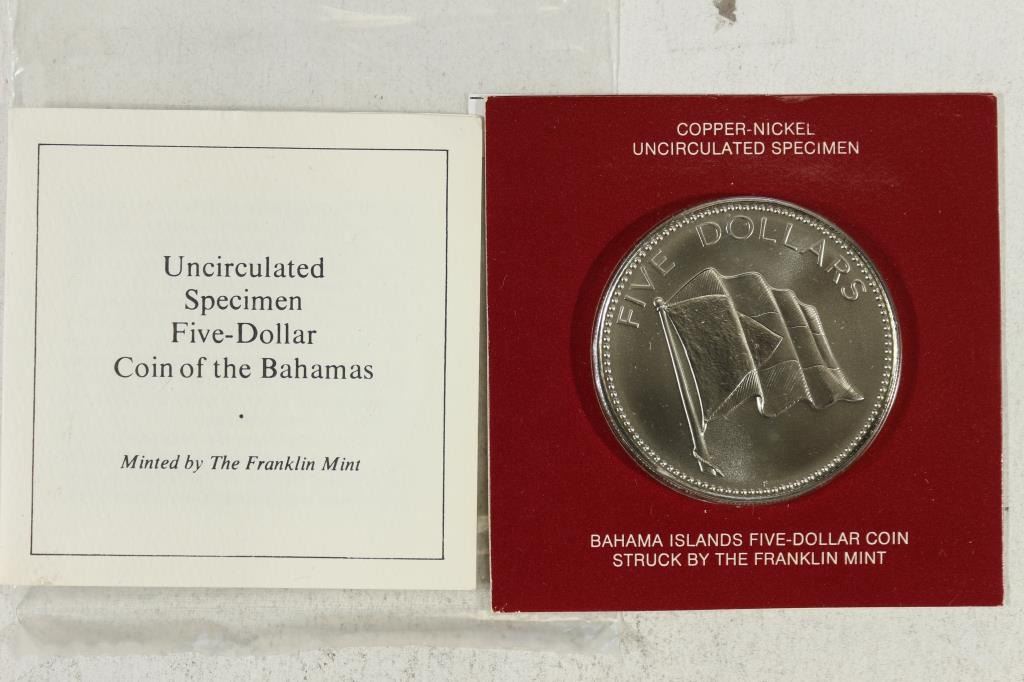 Uncirculated
Specimen
Five-Dollar
Coin of the Bahamas
Minted by The Franklin Mint
COPPER-NICKEL
UNCIRCULATED SPECIMEN
FIVE DOLLARS
BAHAMA ISLANDS FIVE-DOLLAR COIN
STRUCK BY THE FRANKLIN MINT